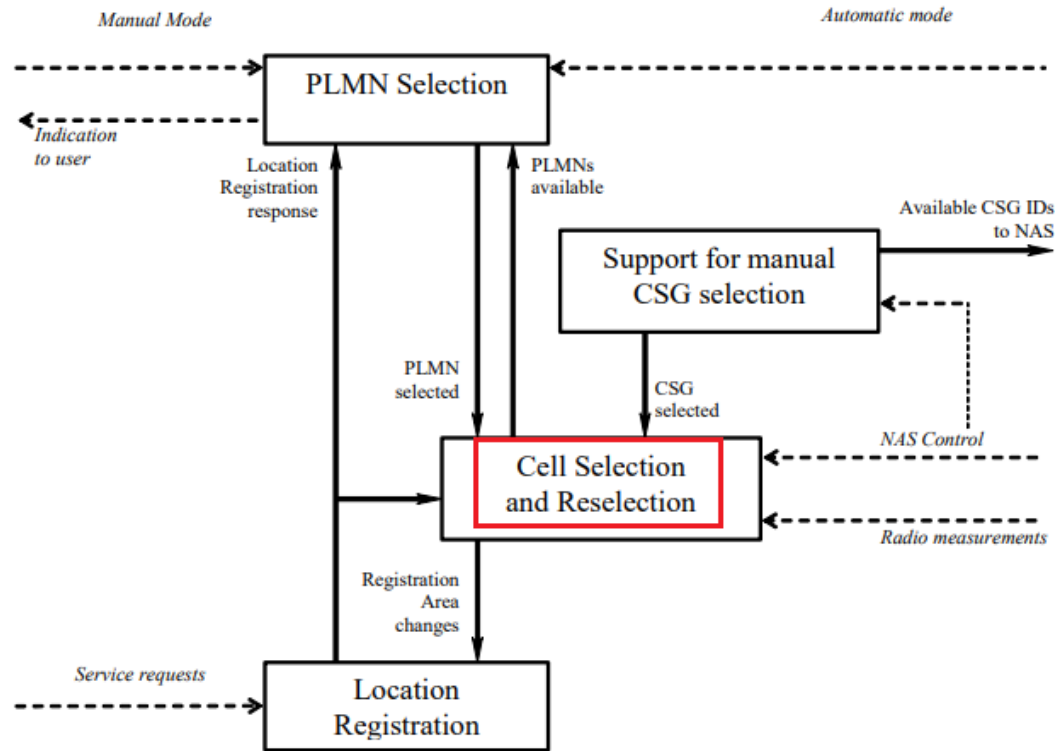 Manual Mode
Automatic mode
PLMN Selection
Indication
to user
Location
Registration
response
PLMNs
available
Available CSG IDs
to NAS
Support for manual
CSG selection
PLMN
selected
CSG
selected
NAS Control
Cell Selection
and Reselection
Radio measurements
Registration
Area
changes
Service requests
Location
Registration